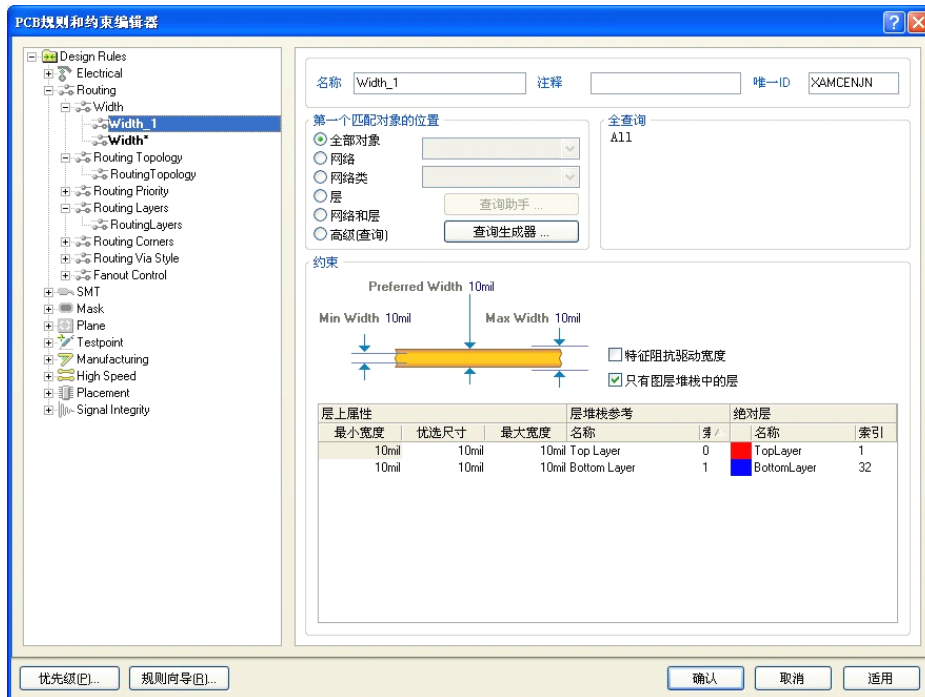 PCB规则和约束编辑器
Design Rules
Electrical
Routing
Width
Width_1
Width*
Routing Topology
RoutingTopology
Routing Priority
Routing Layers
RoutingLayers
Routing Corners
Routing Via Style
Fanout Control
SMT
Mask
Plane
Testpoint
Manufacturing
High Speed
Placement
Signal Integrity
名称 Width_1 注释 唯一ID XAMCENJN
第一个匹配对象的位置
全部对象
网络
网络类
层
网络和层
高级(查询)
查询助手 ...
查询生成器 ...
全查询
All
约束
Preferred Width 10mil
Min Width 10mil Max Width 10mil
特征阻抗驱动宽度
只有图层堆栈中的层
层上属性 层堆栈参考 绝对层
最小宽度 优选尺寸 最大宽度 名称 名称 索引
10mil 10mil 10mil Top Layer 0 TopLayer 1
10mil 10mil 10mil Bottom Layer 1 BottomLayer 32
优先级(P)... 规则向导(R)... 确认 取消 适用